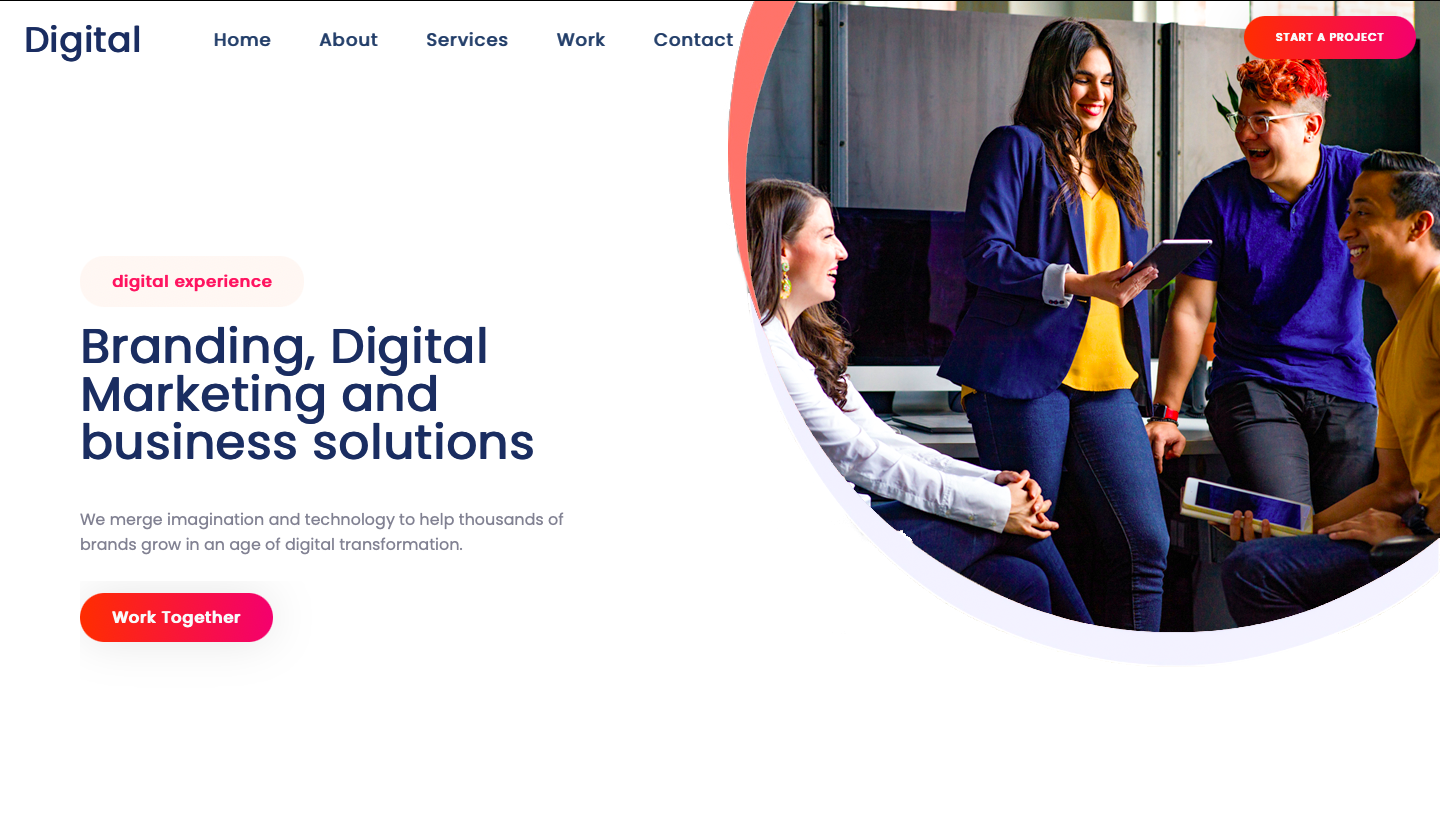 Digital
Home About Services Work Contact
START A PROJECT
digital experience
Branding, Digital
Marketing and
business solutions
We merge imagination and technology to help thousands of
brands grow in an age of digital transformation.
Work Together